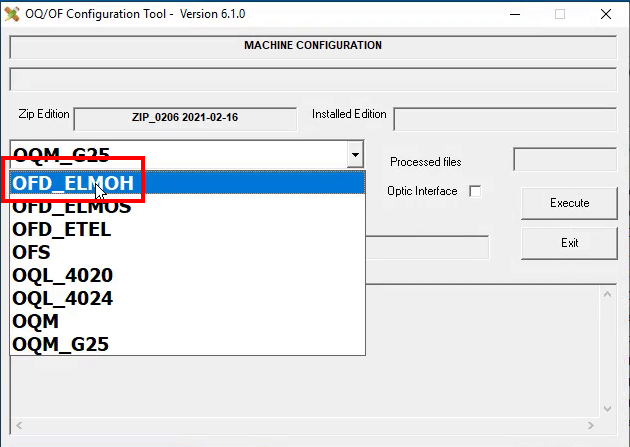 OQ/OF Configuration Tool - Version 6.1.0
MACHINE CONFIGURATION
Zip Edition
ZIP_0206 2021-02-16
Installed Edition
OQM_G25
Processed files
OFD_ELMOH
Optic Interface
OFD_ELMOS
Execute
OFD_ETEL
OFS
Exit
OQL_4020
OQL_4024
OQM
OQM_G25